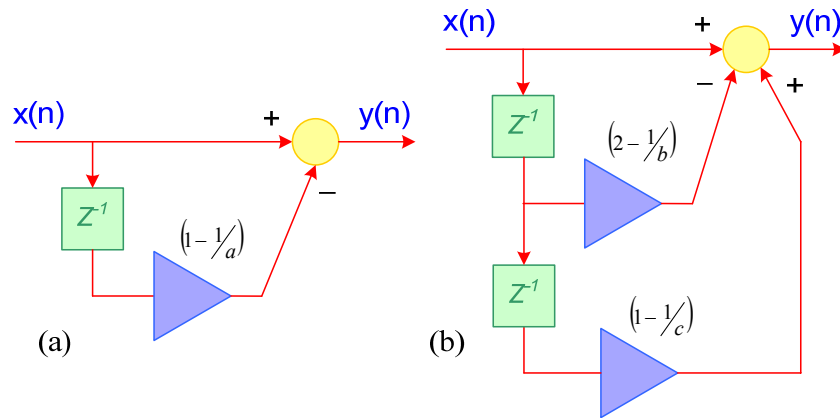 x(n)
+
y(n)
−
Z⁻¹
(1 − 1/a)
(a)
x(n)
+
y(n)
−
+
Z⁻¹
(2 − 1/b)
Z⁻¹
(1 − 1/c)
(b)